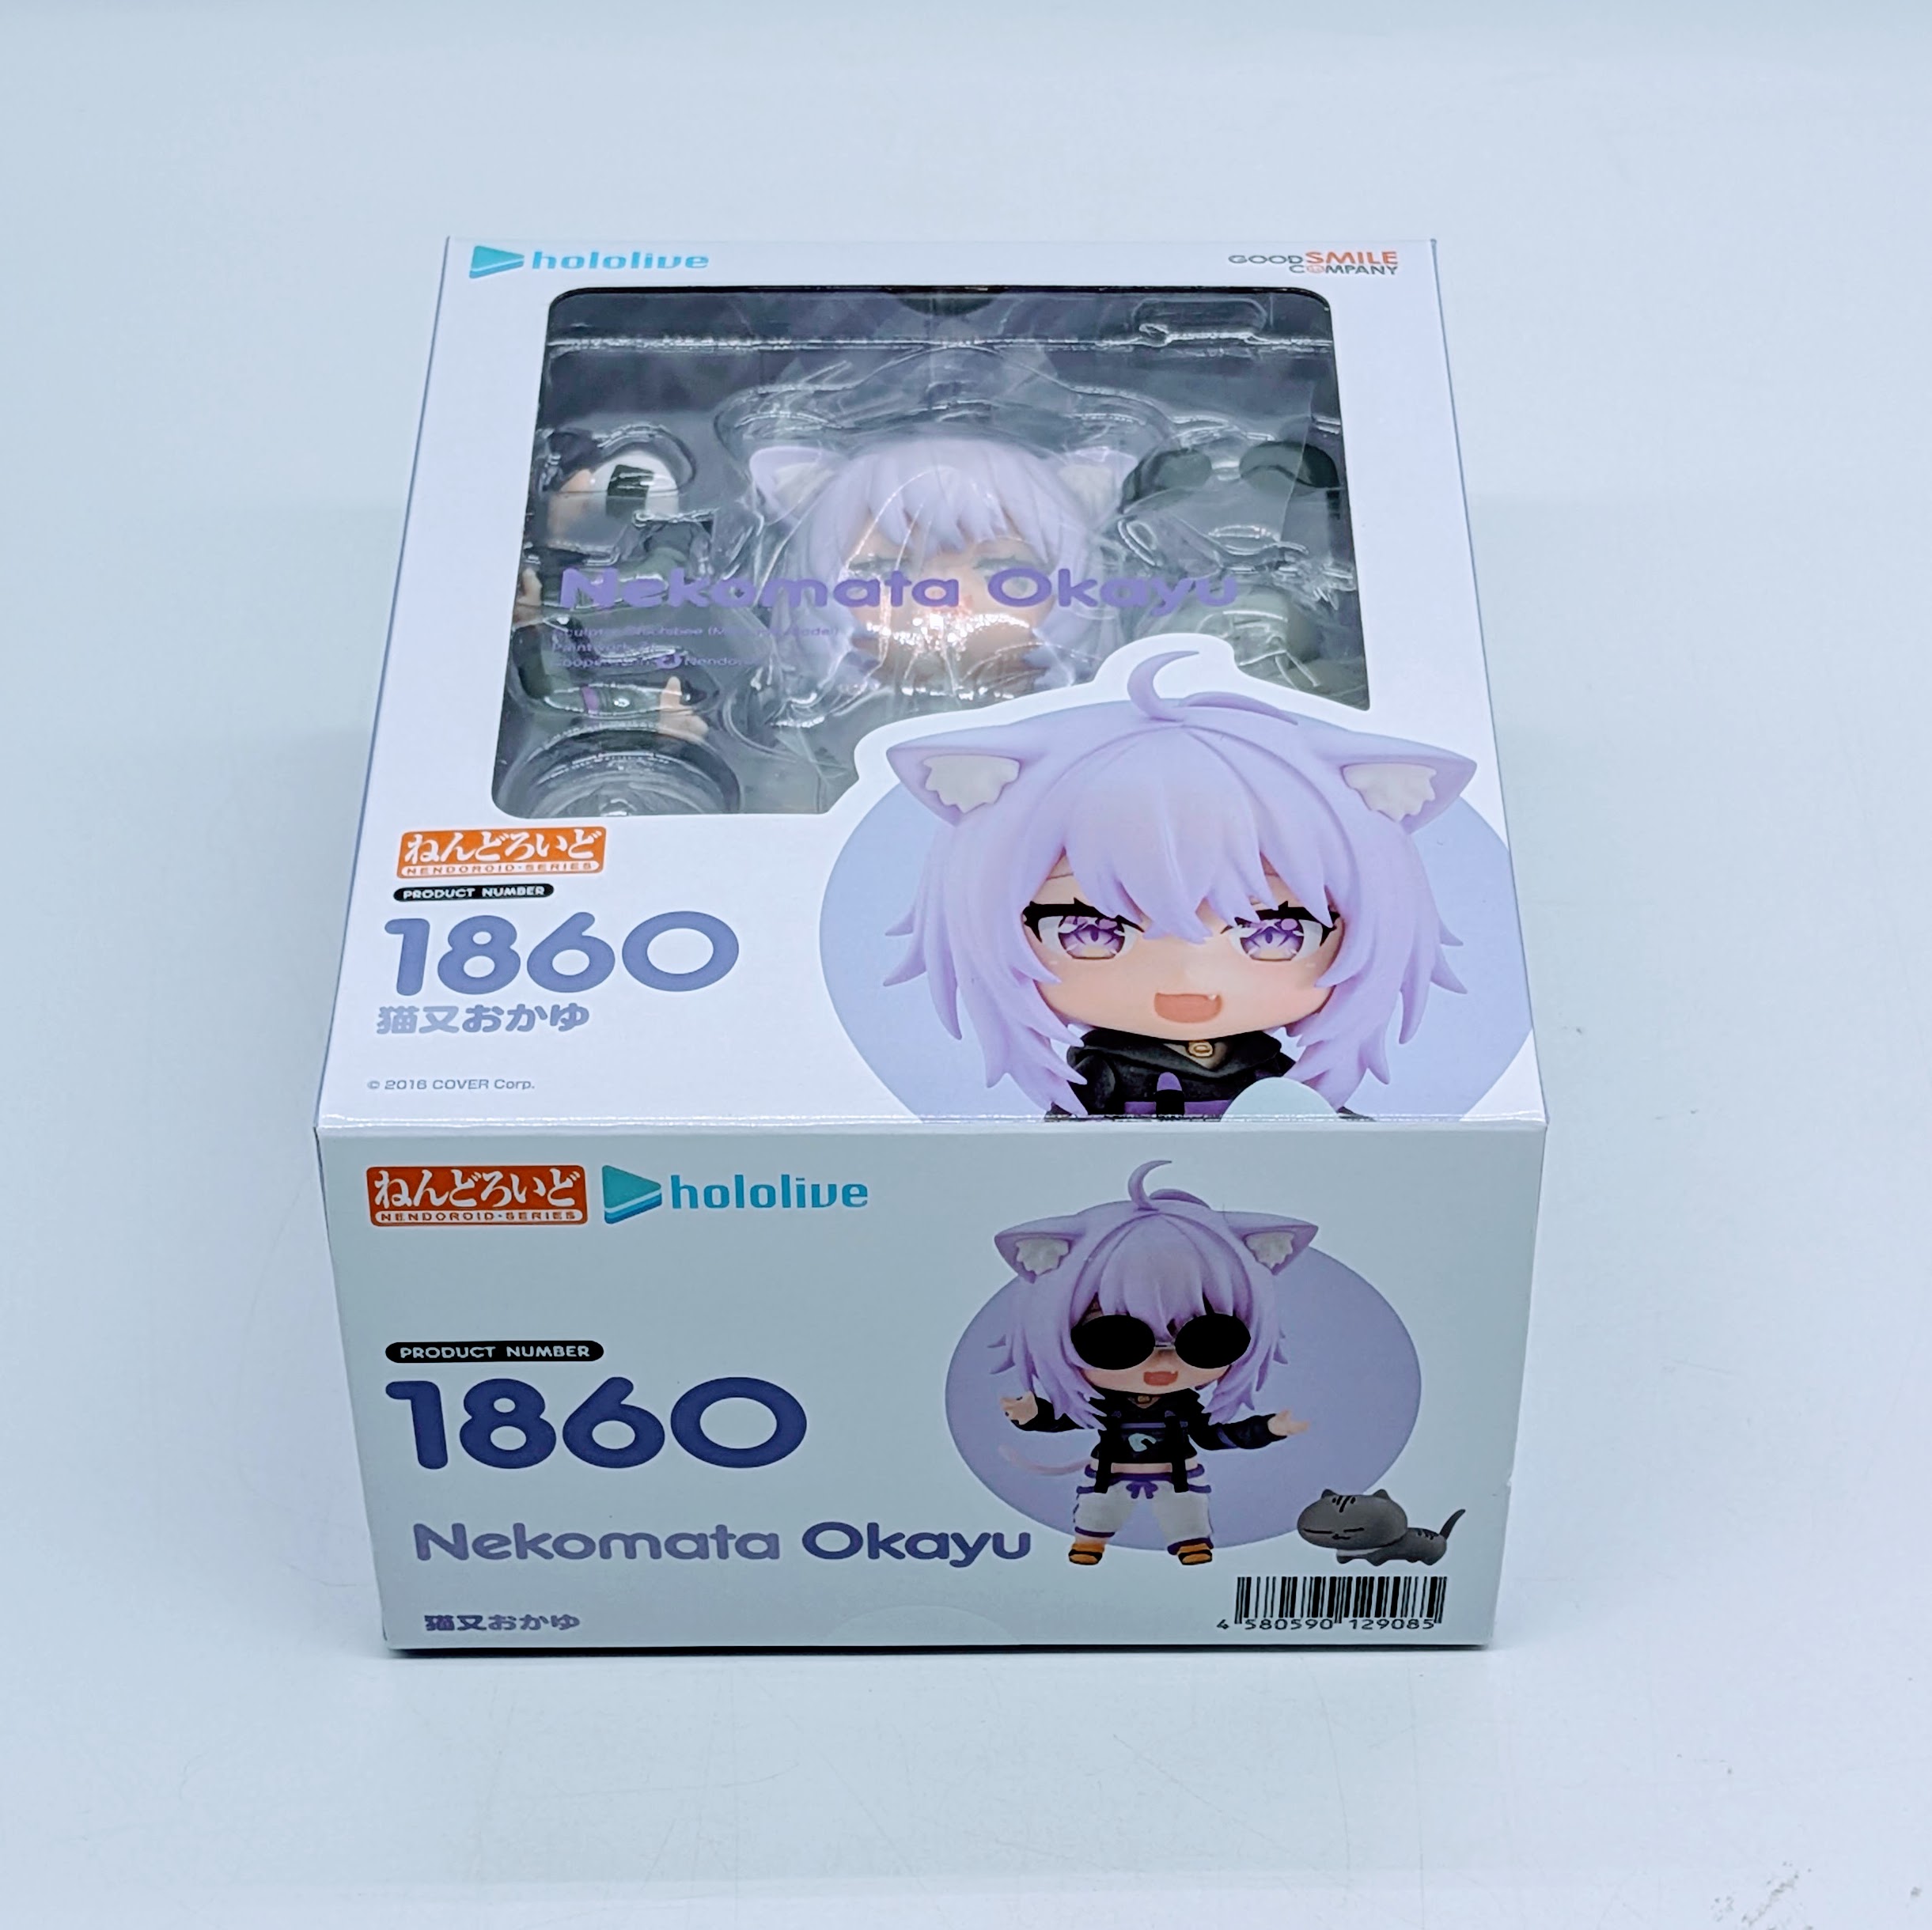 hololive
GOODSMILE
COMPANY
Nekomata Okayu
ねんどろいど
NENDOROID·SERIES
PRODUCT NUMBER
1860
猫又おかゆ
© 2016 COVER Corp.
ねんどろいど
NENDOROID·SERIES
hololive
PRODUCT NUMBER
1860
Nekomata Okayu
猫又おかゆ
4 580590 129085